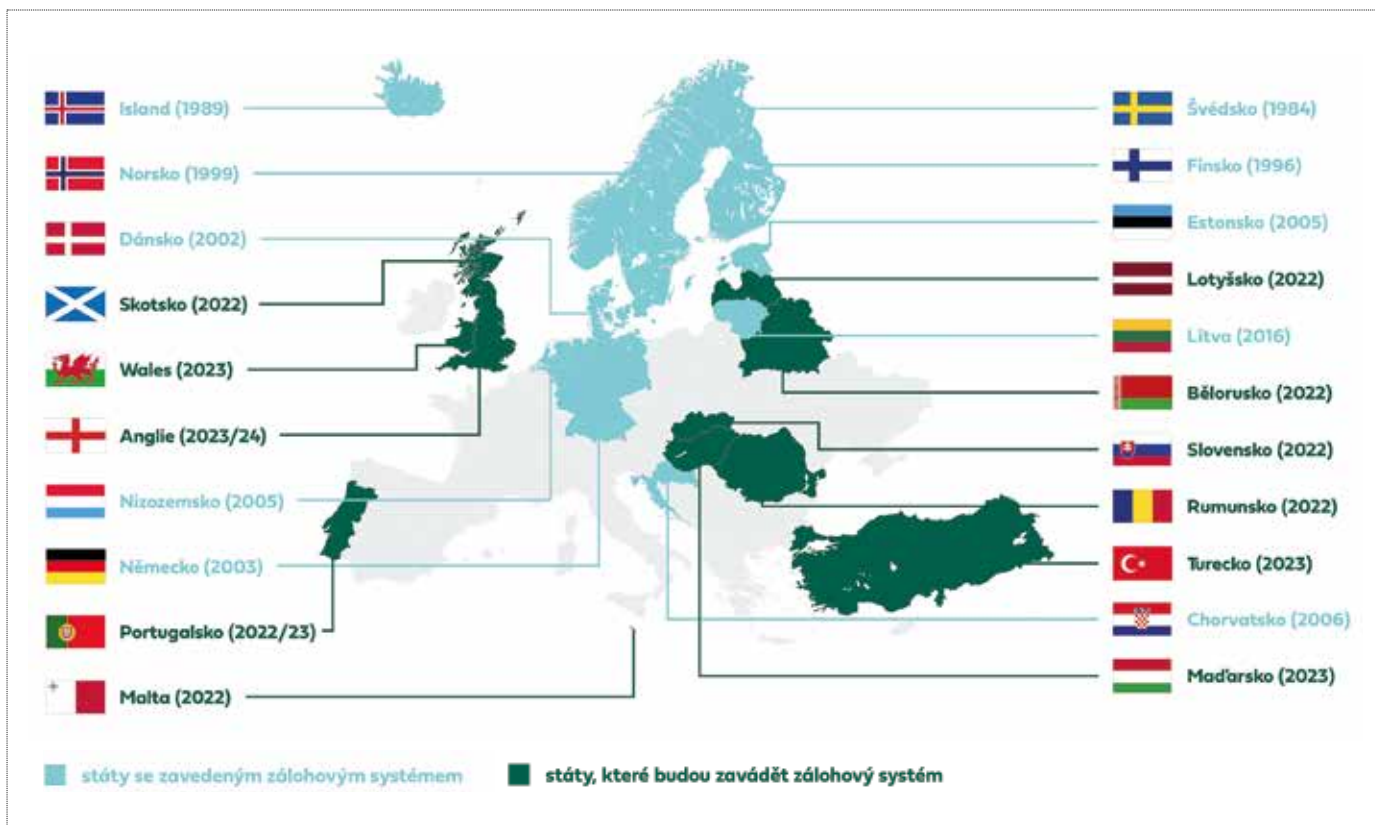 Island (1989)
Norsko (1999)
Dánsko (2002)
Skotsko (2022)
Wales (2023)
Anglie (2023/24)
Nizozemsko (2005)
Německo (2003)
Portugalsko (2022/23)
Malta (2022)
Švédsko (1984)
Finsko (1996)
Estonsko (2005)
Lotyšsko (2022)
Litva (2016)
Bělorusko (2022)
Slovensko (2022)
Rumunsko (2022)
Turecko (2023)
Chorvatsko (2006)
Maďarsko (2023)
státy se zavedeným zálohovým systémem
státy, které budou zavádět zálohový systém